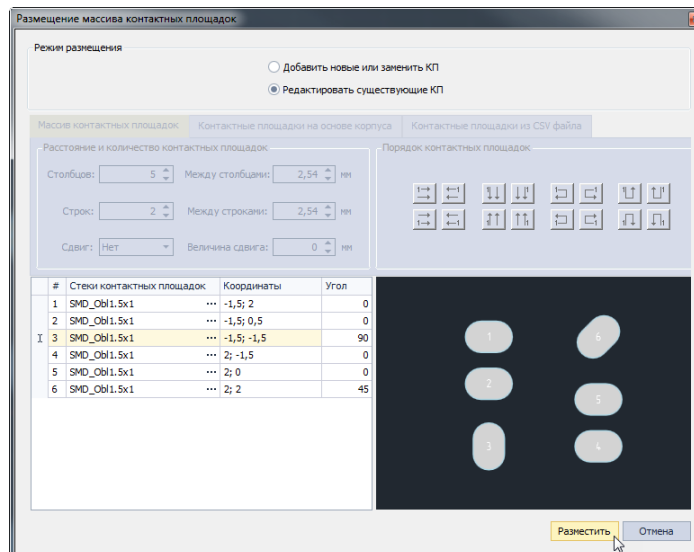 Размещение массива контактных площадок
Режим размещения
Добавить новые или заменить КП
Редактировать существующие КП
Массив контактных площадок Контактные площадки на основе корпуса Контактные площадки из CSV файла
Расстояние и количество контактных площадок Порядок контактных площадок
Столбцов: 5 Между столбцами: 2,54 мм
Строк: 2 Между строками: 2,54 мм
Сдвиг: Нет Величина сдвига: 0 мм
# Стеки контактных площадок Координаты Угол
1 SMD_Obl1.5x1 ... -1,5; 2 0
2 SMD_Obl1.5x1 ... -1,5; 0,5 0
3 SMD_Obl1.5x1 ... -1,5; -1,5 90
4 SMD_Obl1.5x1 ... 2; -1,5 0
5 SMD_Obl1.5x1 ... 2; 0 0
6 SMD_Obl1.5x1 ... 2; 2 45
1 6
2
5
3 4
Разместить Отмена